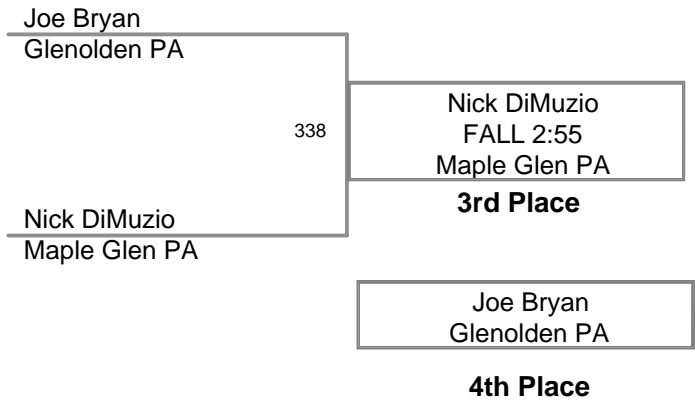 Joe Bryan
Glenolden PA
338
Nick DiMuzio
FALL 2:55
Maple Glen PA
3rd Place
Nick DiMuzio
Maple Glen PA
Joe Bryan
Glenolden PA
4th Place